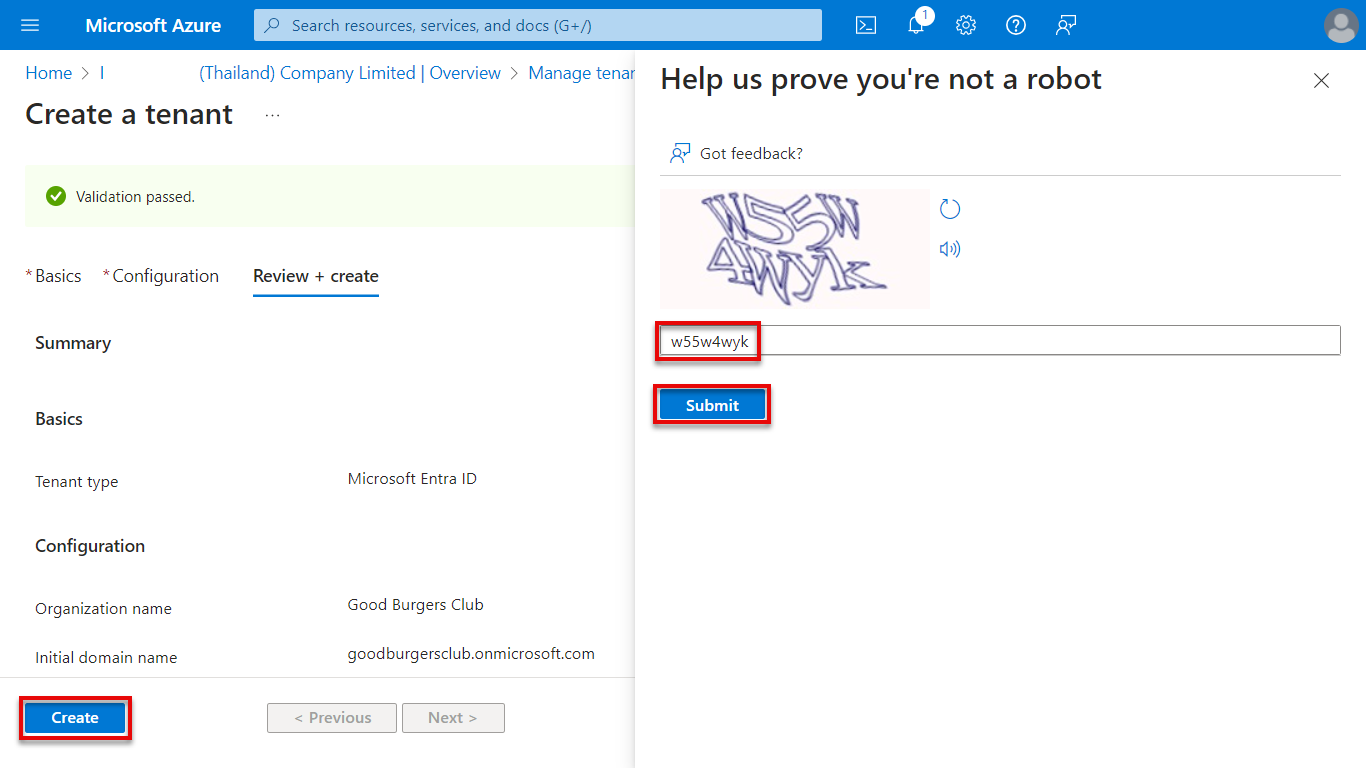 Microsoft Azure
Search resources, services, and docs (G+/)
1
Home > I (Thailand) Company Limited | Overview > Manage tenar
Create a tenant
...
Validation passed.
* Basics * Configuration Review + create
Summary
Basics
Tenant type Microsoft Entra ID
Configuration
Organization name Good Burgers Club
Initial domain name goodburgersclub.onmicrosoft.com
Create
< Previous
Next >
Help us prove you're not a robot
Got feedback?
W55W
4Wyk
w55w4wyk
Submit